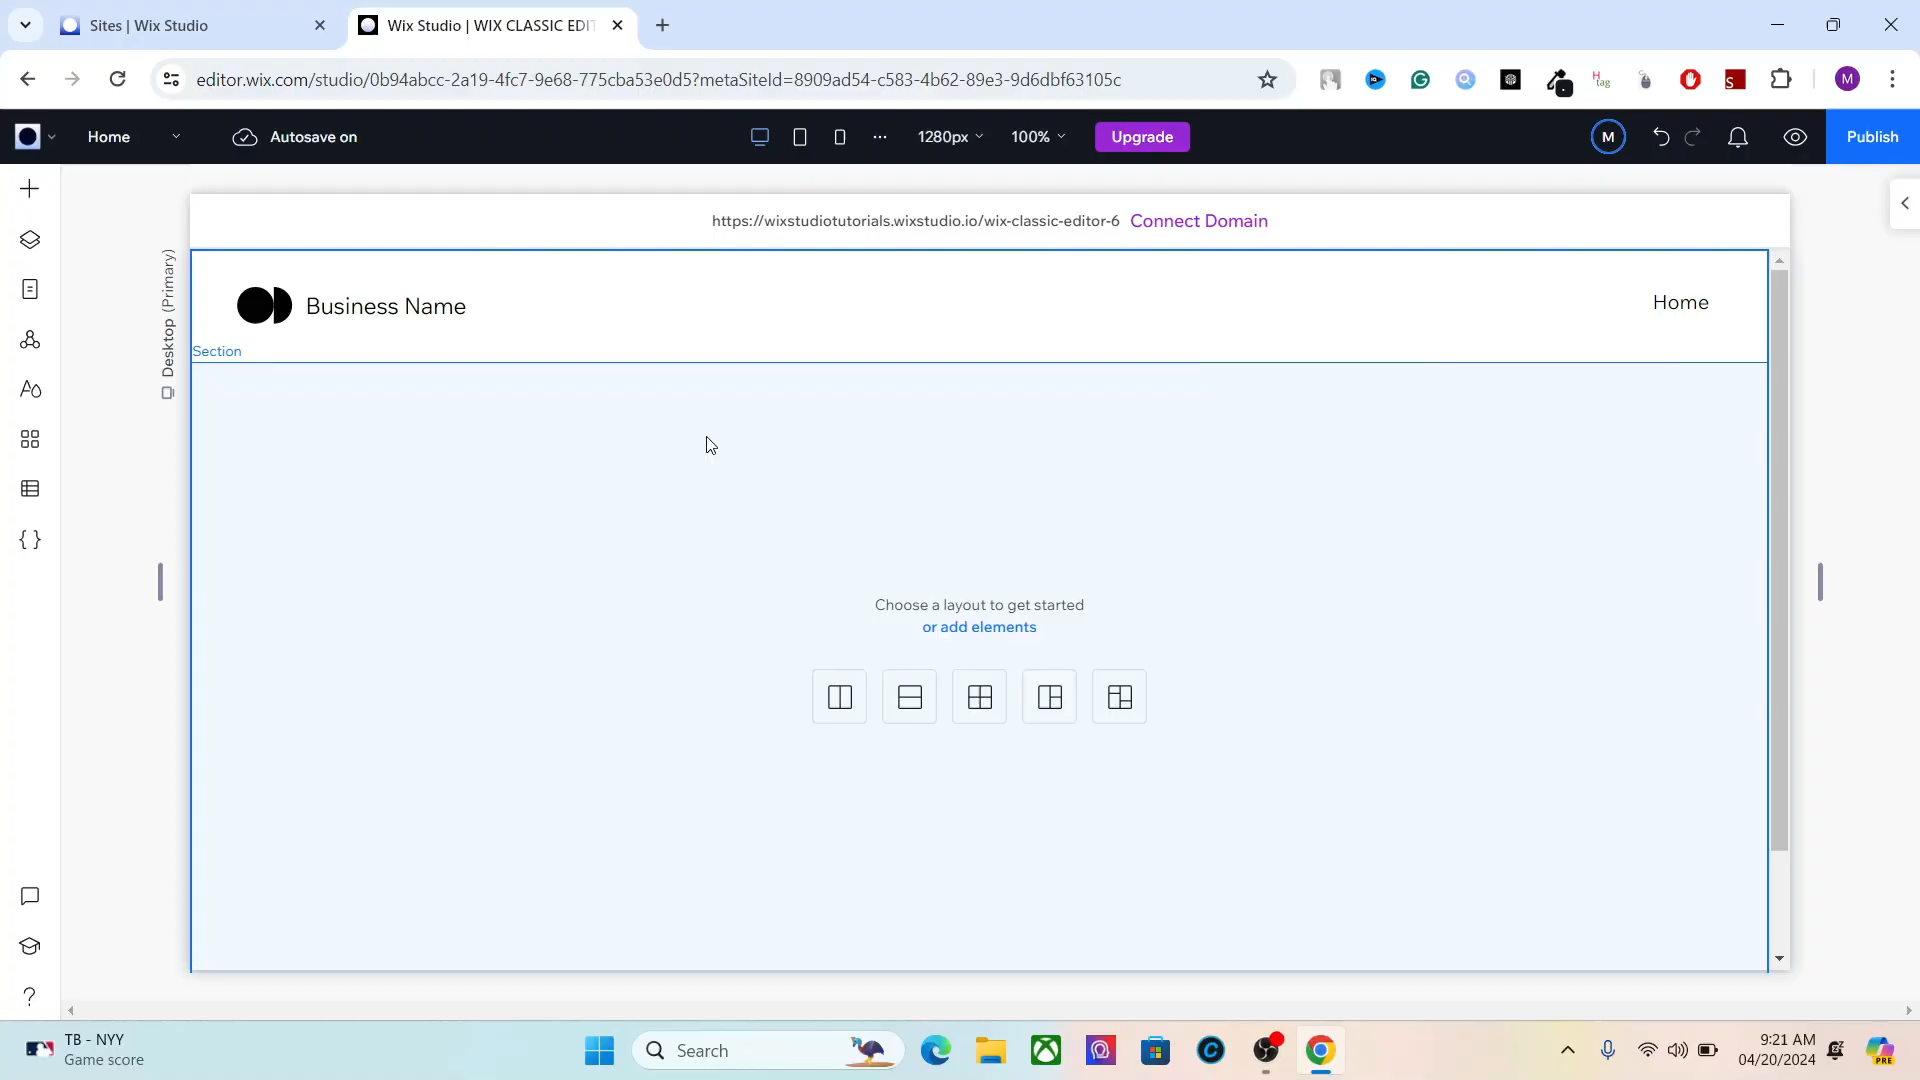 Sites | Wix Studio
Wix Studio | WIX CLASSIC EDIT
editor.wix.com/studio/0b94abcc-2a19-4fc7-9e68-775cba53e0d5?metaSiteId=8909ad54-c583-4b62-89e3-9d6dbf63105c
H
tag
S
M
Home
Autosave on
1280px
100%
Upgrade
M
Publish
https://wixstudiotutorials.wixstudio.io/wix-classic-editor-6 Connect Domain
Desktop (Primary)
Business Name
Home
Section
Choose a layout to get started
or add elements
TB - NYY
Game score
Search
9:21 AM
04/20/2024
PRE